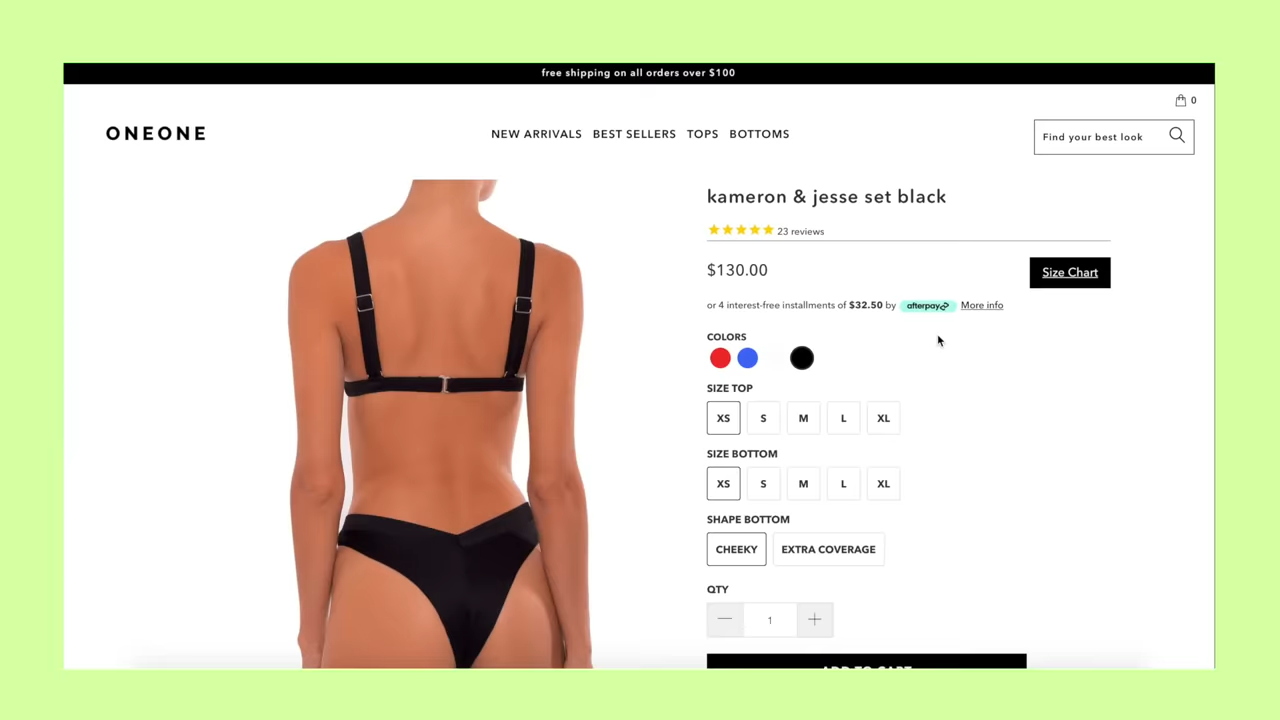 free shipping on all orders over $100
0
ONEONE
NEW ARRIVALS BEST SELLERS TOPS BOTTOMS
Find your best look
kameron & jesse set black
23 reviews
$130.00
Size Chart
or 4 interest-free installments of $32.50 by afterpay More info
COLORS
SIZE TOP
XS S M L XL
SIZE BOTTOM
XS S M L XL
SHAPE BOTTOM
CHEEKY EXTRA COVERAGE
QTY
1
ADD TO CART